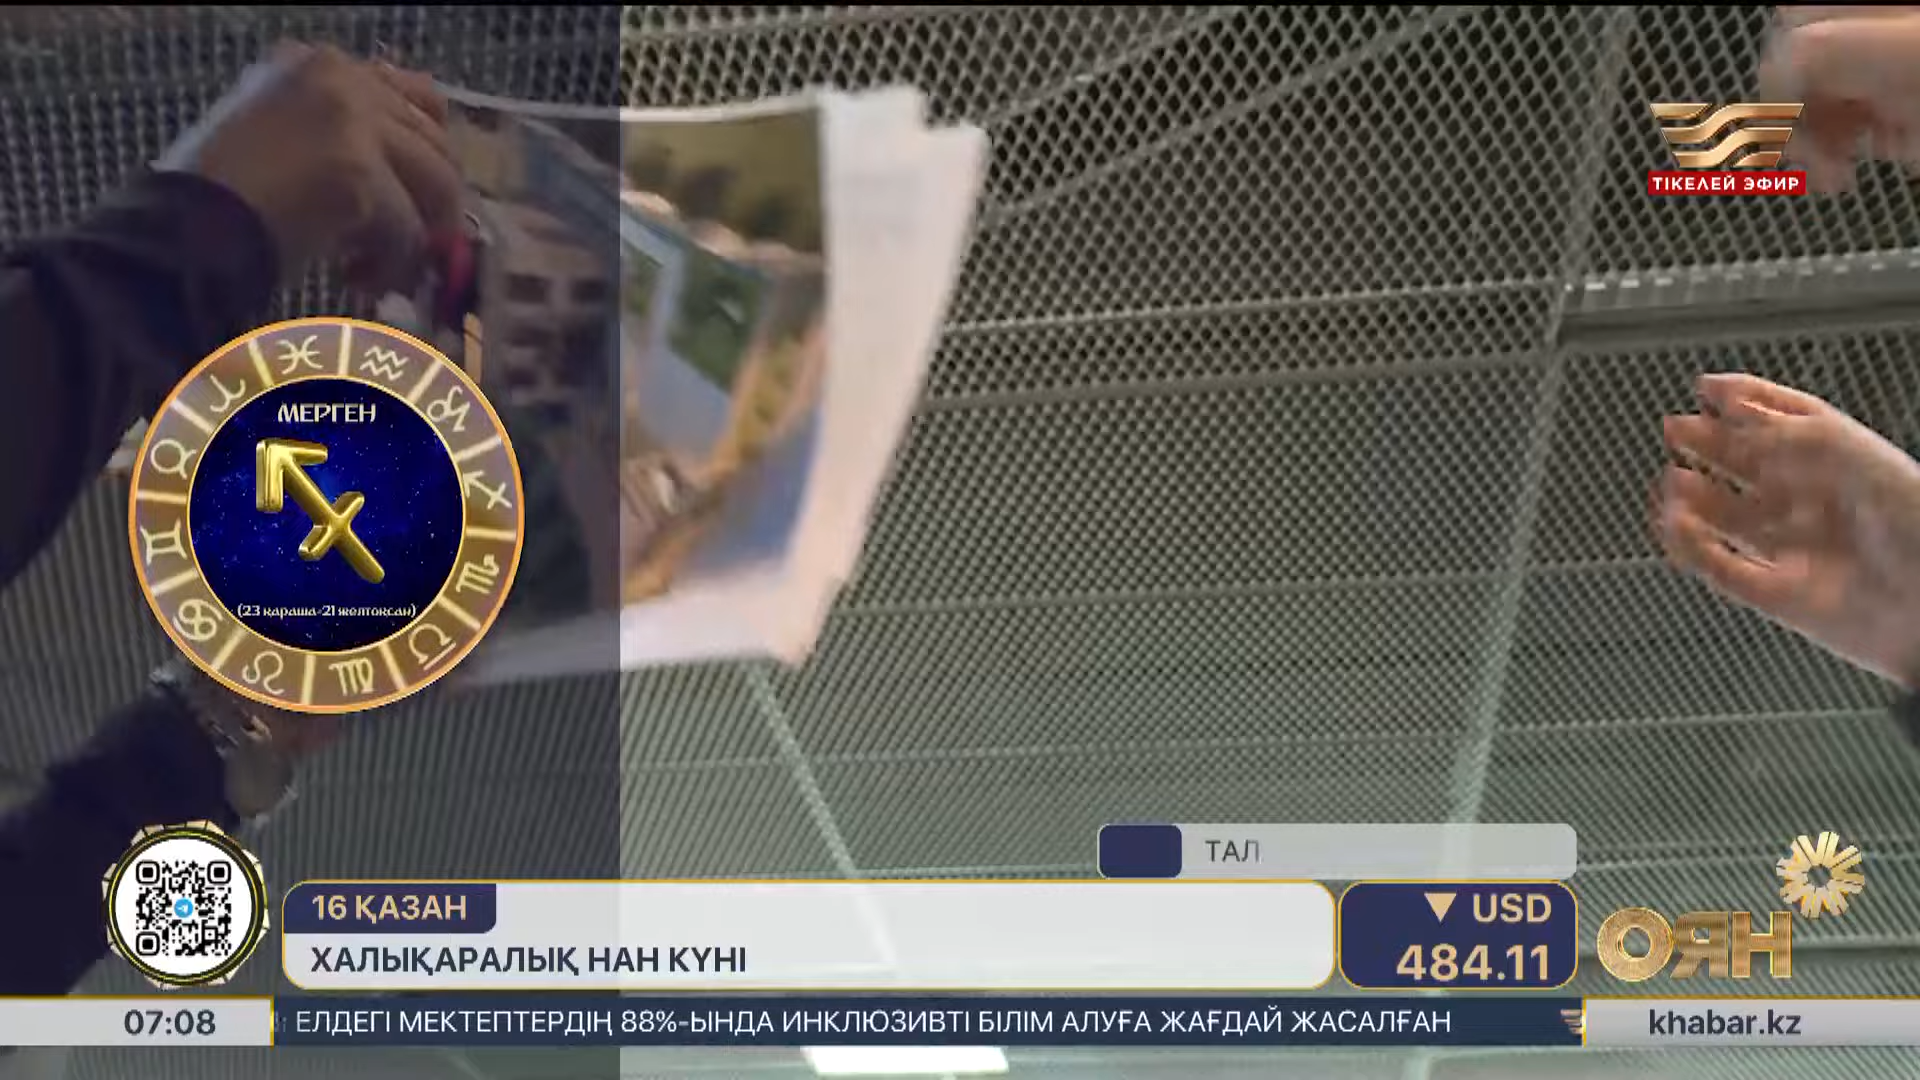 ТІКЕЛЕЙ ЭФИР
МЕРГЕН
(23 қараша-21 желтоқсан)
ТАЛ
16 ҚАЗАН
ХАЛЫҚАРАЛЫҚ НАН КҮНІ
▼ USD
484.11
ОЯН
07:08
ЕЛДЕГІ МЕКТЕПТЕРДІҢ 88%-ЫНДА ИНКЛЮЗИВТІ БІЛІМ АЛУҒА ЖАҒДАЙ ЖАСАЛҒАН
khabar.kz